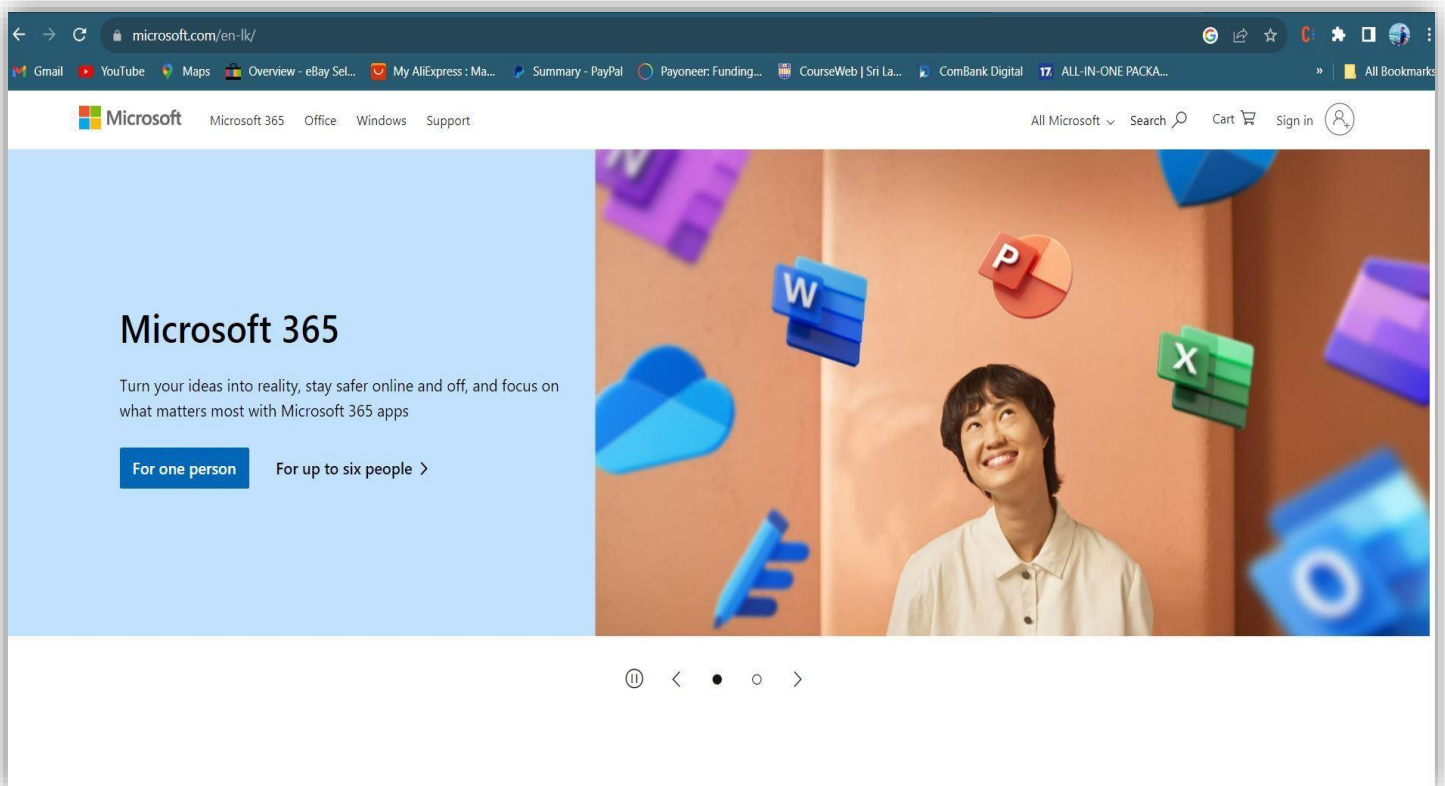 microsoft.com/en-lk/
Gmail YouTube Maps Overview - eBay Sel... My AliExpress : Ma... Summary - PayPal Payoneer: Funding... CourseWeb | Sri La... ComBank Digital 17. ALL-IN-ONE PACKA... » All Bookmarks
Microsoft Microsoft 365 Office Windows Support All Microsoft Search Cart Sign in
N
W
P
X
O
Microsoft 365
Turn your ideas into reality, stay safer online and off, and focus on
what matters most with Microsoft 365 apps
For one person For up to six people >